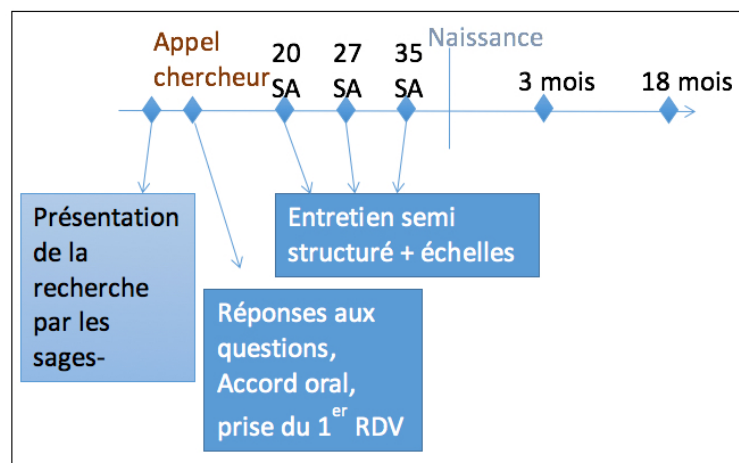 Appel
chercheur
20
SA
27
SA
35
SA
Naissance
3 mois
18 mois
Présentation
de la
recherche
par les
sages-
Entretien semi
structuré + échelles
Réponses aux
questions,
Accord oral,
prise du 1er RDV